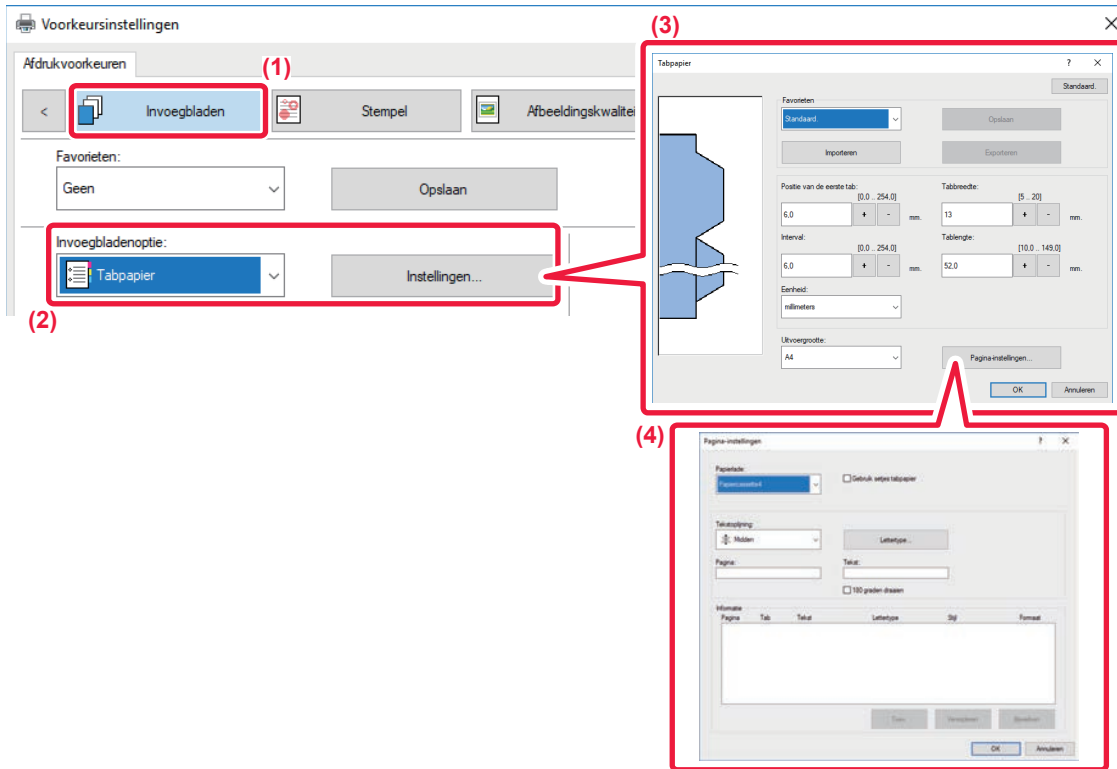 Voorkeursinstellingen
Afdrukvoorkeuren
(1)
<
Invoegbladen
Stempel
Afbeeldingskwalitei
Favorieten:
Geen
Opslaan
Invoegbladenoptie:
Tabpapier
Instellingen...
(2)
(3)
Tabpapier
?
Standaard.
Favorieten
Standaard.
Opslaan
Importeren
Exporteren
Positie van de eerste tab:
[0,0 .. 254,0]
6,0
+ -
mm.
Tabbreedte:
[5 .. 20]
13
+ -
mm.
Interval:
[0,0 .. 254,0]
6,0
+ -
mm.
Tablengte:
[10,0 .. 149,0]
52,0
+ -
mm.
Eenheid:
millimeters
Uitvoergrootte:
A4
Pagina-instellingen...
OK Annuleren
(4)
Pagina-instellingen
?
Papierlade:
Papiercassette4
Gebruik setjes tabpapier
Tekstoplijning:
Midden
Lettertype...
Pagina:
Tekst:
180 graden draaien
Informatie
Pagina Tab Tekst Lettertype Stijl Formaat
Toev.
Verwijderen
OK Annuleren